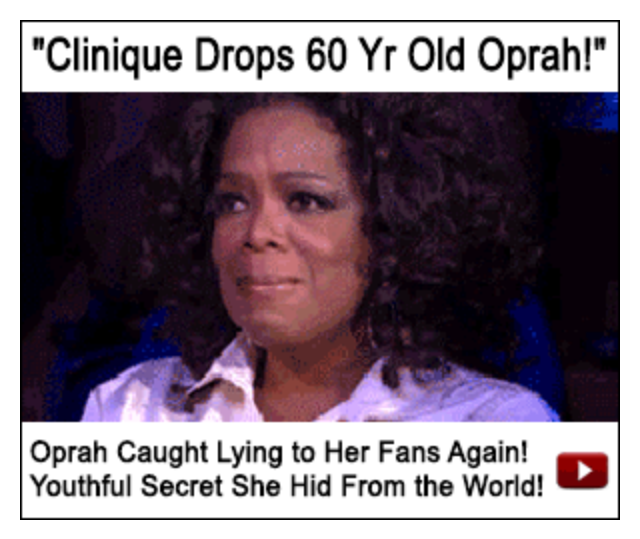 "Clinique Drops 60 Yr Old Oprah!"
Oprah Caught Lying to Her Fans Again!
Youthful Secret She Hid From the World!